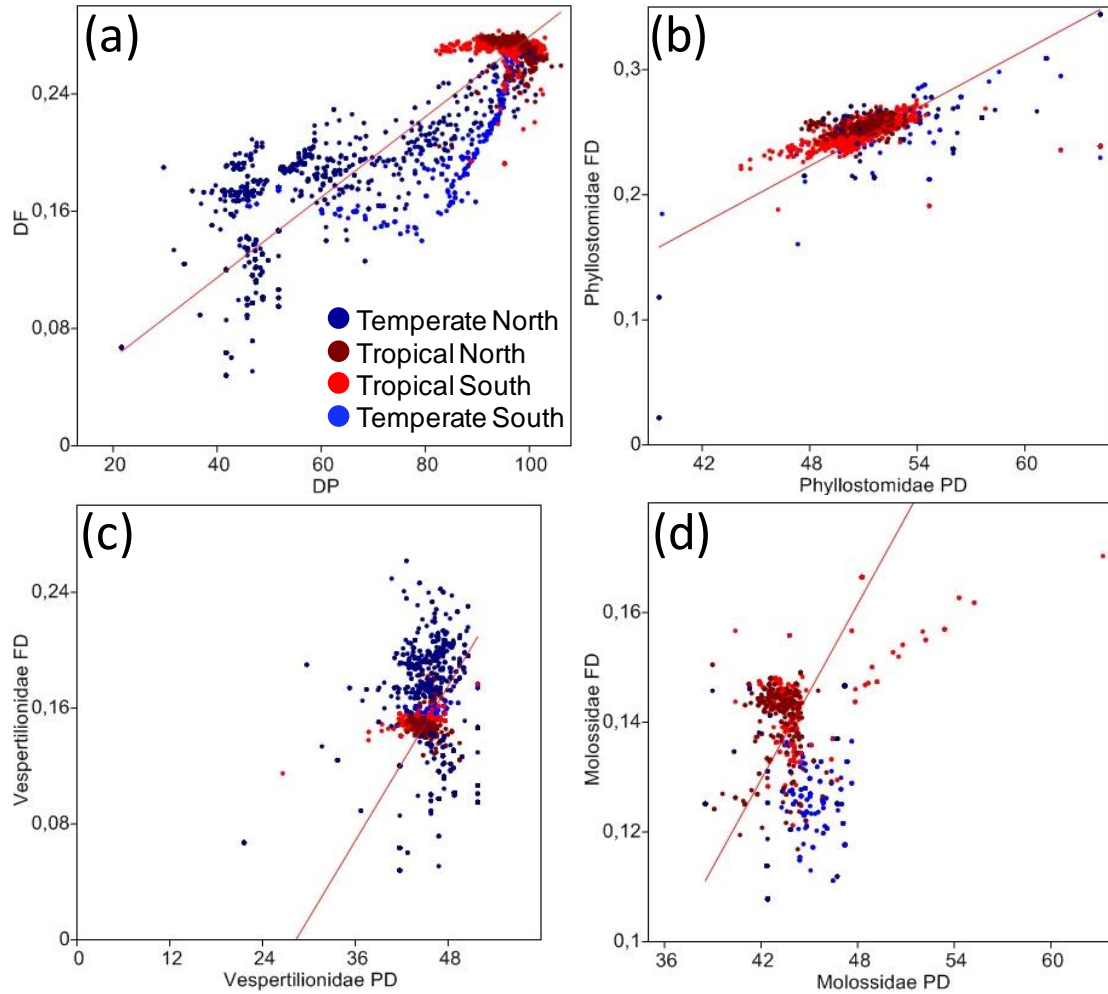 (a)
DF
0,24
0,16
0,08
0
20 40 60 80 100
DP
Temperate North
Tropical North
Tropical South
Temperate South
(b)
Phyllostomidae FD
0,3
0,2
0,1
0
42 48 54 60
Phyllostomidae PD
(c)
Vespertilionidae FD
0,24
0,16
0,08
0
0 12 24 36 48
Vespertilionidae PD
(d)
Molossidae FD
0,16
0,14
0,12
0,1
36 42 48 54 60
Molossidae PD